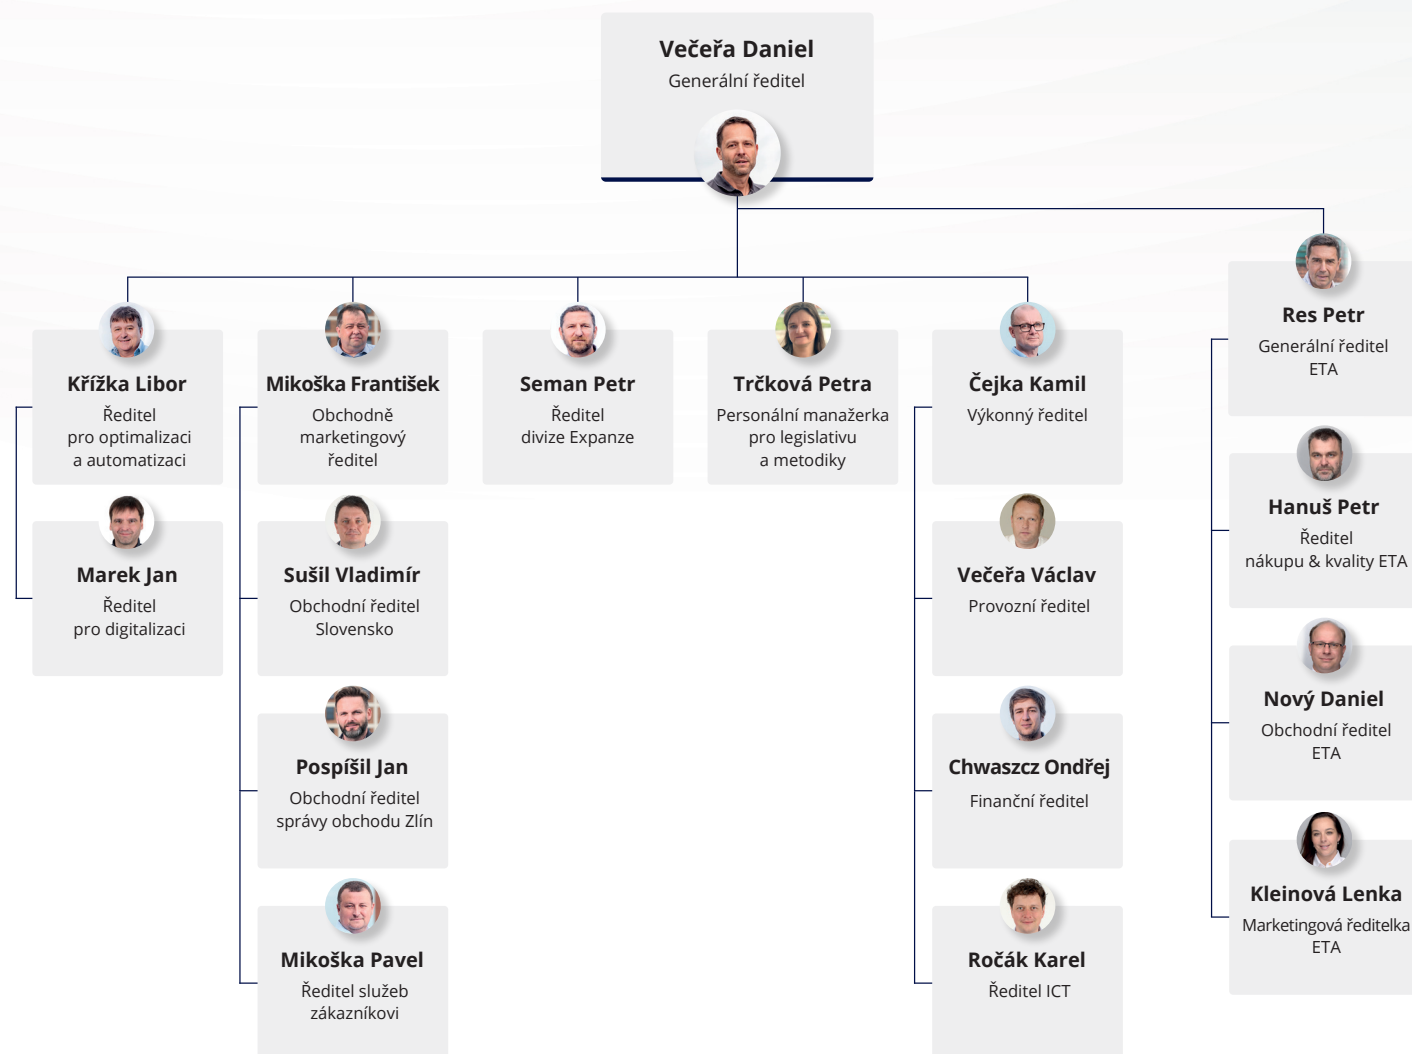 Večeřa Daniel
Generální ředitel
Křížka Libor
Ředitel
pro optimalizaci
a automatizaci
Marek Jan
Ředitel
pro digitalizaci
Mikoška František
Obchodně
marketingový
ředitel
Sušil Vladimír
Obchodní ředitel
Slovensko
Pospíšil Jan
Obchodní ředitel
správy obchodu Zlín
Mikoška Pavel
Ředitel služeb
zákazníkovi
Seman Petr
Ředitel
divize Expanze
Trčková Petra
Personální manažerka
pro legislativu
a metodiky
Čejka Kamil
Výkonný ředitel
Večeřa Václav
Provozní ředitel
Chwaszcz Ondřej
Finanční ředitel
Ročák Karel
Ředitel ICT
Res Petr
Generální ředitel
ETA
Hanuš Petr
Ředitel
nákupu & kvality ETA
Nový Daniel
Obchodní ředitel
ETA
Kleinová Lenka
Marketingová ředitelka
ETA